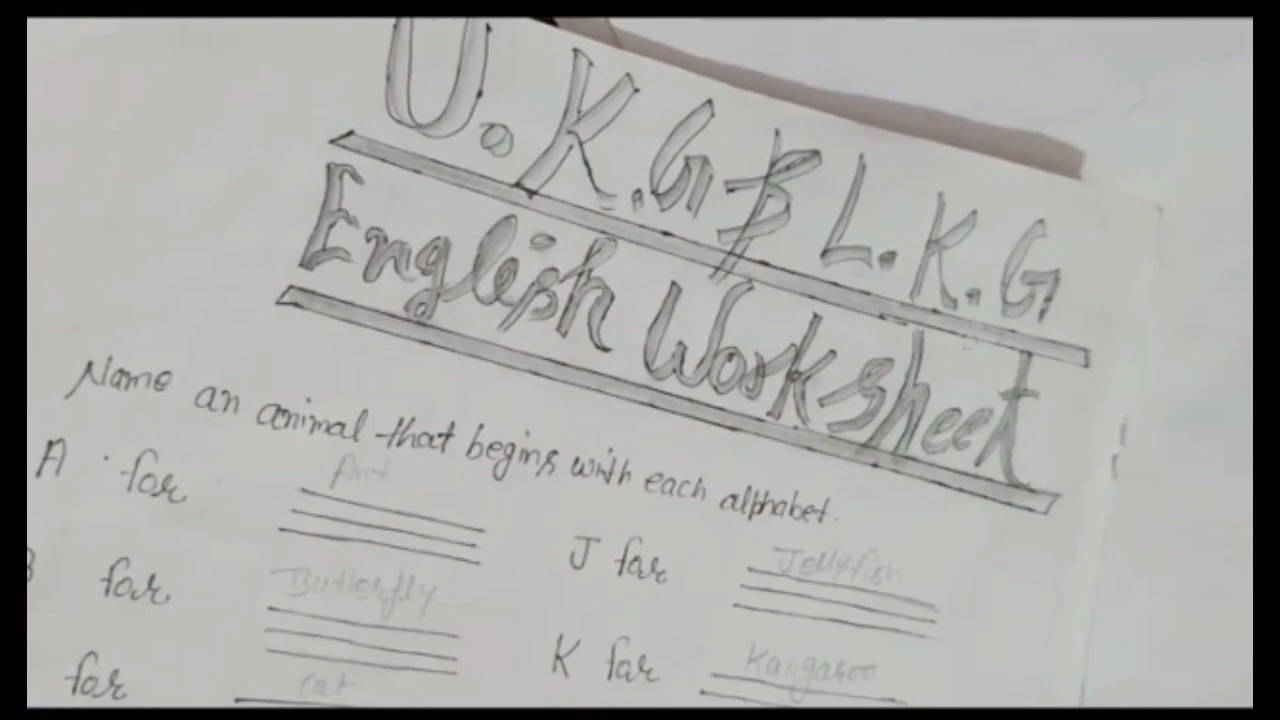 U.K.G & L.K.G
English Worksheet
Name an animal that begins with each alphabet.
A for Ant
B for Butterfly
for cat
J for Jellyfish
K for Kangaroo